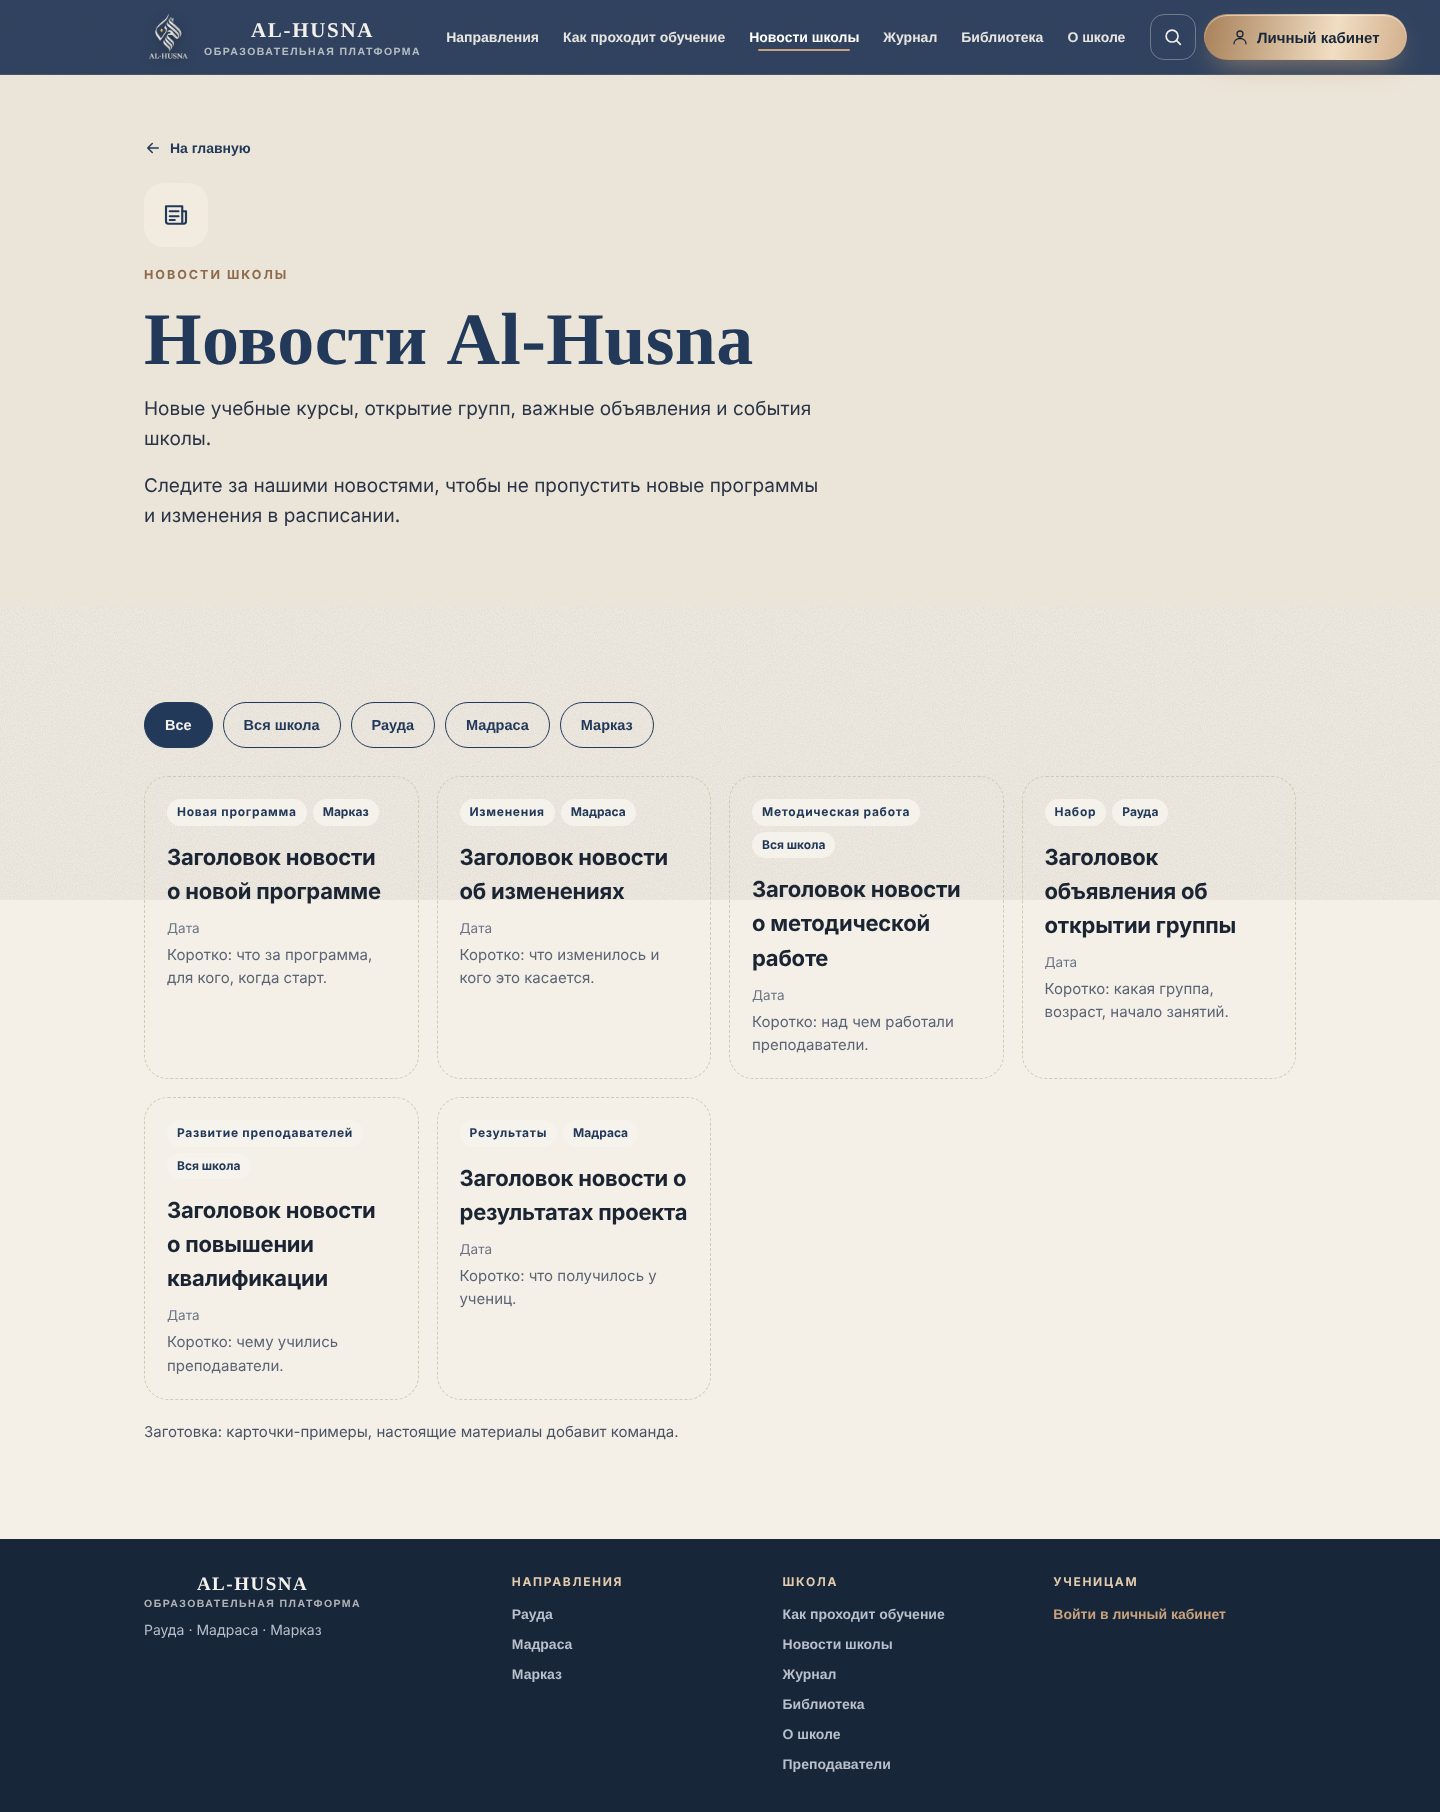 AL-HUSNA
AL-HUSNA
ОБРАЗОВАТЕЛЬНАЯ ПЛАТФОРМА
Направления
Как проходит обучение
Новости школы
Журнал
Библиотека
О школе
Личный кабинет
На главную
НОВОСТИ ШКОЛЫ
Новости Al-Husna
Новые учебные курсы, открытие групп, важные объявления и события
школы.
Следите за нашими новостями, чтобы не пропустить новые программы
и изменения в расписании.
Все
Вся школа
Рауда
Мадраса
Марказ
Новая программа
Марказ
Заголовок новости
о новой программе
Дата
Коротко: что за программа,
для кого, когда старт.
Изменения
Мадраса
Заголовок новости
об изменениях
Дата
Коротко: что изменилось и
кого это касается.
Методическая работа
Вся школа
Заголовок новости
о методической
работе
Дата
Коротко: над чем работали
преподаватели.
Набор
Рауда
Заголовок
объявления об
открытии группы
Дата
Коротко: какая группа,
возраст, начало занятий.
Развитие преподавателей
Вся школа
Заголовок новости
о повышении
квалификации
Дата
Коротко: чему учились
преподаватели.
Результаты
Мадраса
Заголовок новости о
результатах проекта
Дата
Коротко: что получилось у
учениц.
Заготовка: карточки-примеры, настоящие материалы добавит команда.
AL-HUSNA
ОБРАЗОВАТЕЛЬНАЯ ПЛАТФОРМА
Рауда · Мадраса · Марказ
НАПРАВЛЕНИЯ
Рауда
Мадраса
Марказ
ШКОЛА
Как проходит обучение
Новости школы
Журнал
Библиотека
О школе
Преподаватели
УЧЕНИЦАМ
Войти в личный кабинет